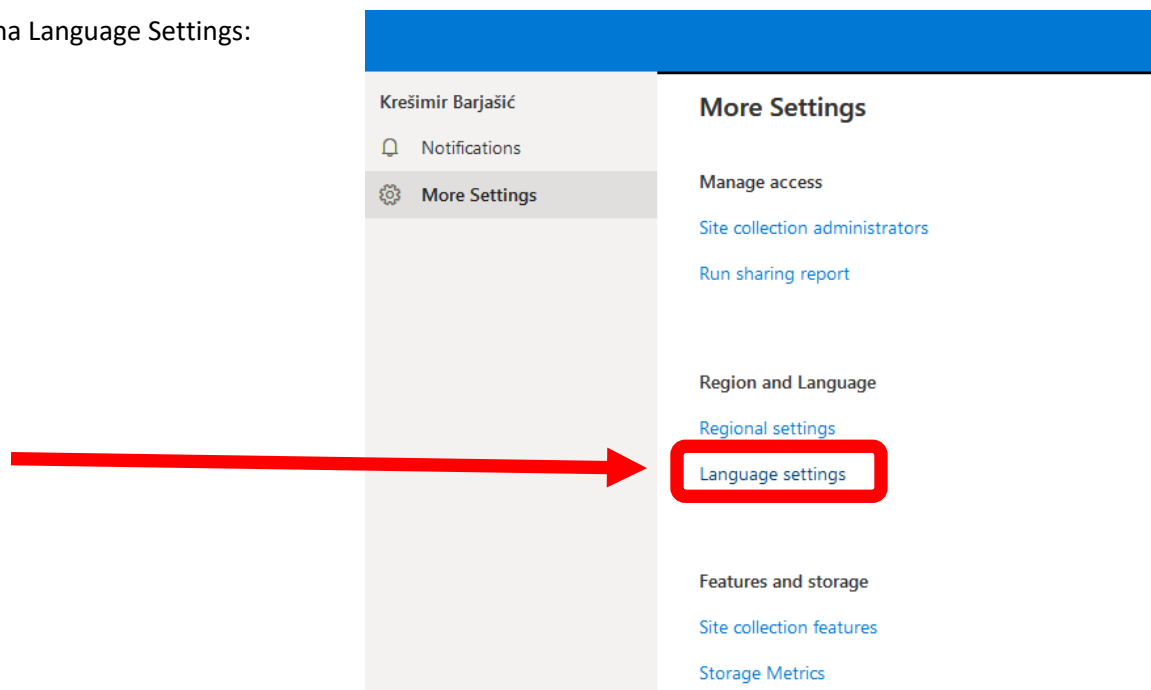 na Language Settings:
Krešimir Barjašić
Notifications
More Settings
More Settings
Manage access
Site collection administrators
Run sharing report
Region and Language
Regional settings
Language settings
Features and storage
Site collection features
Storage Metrics